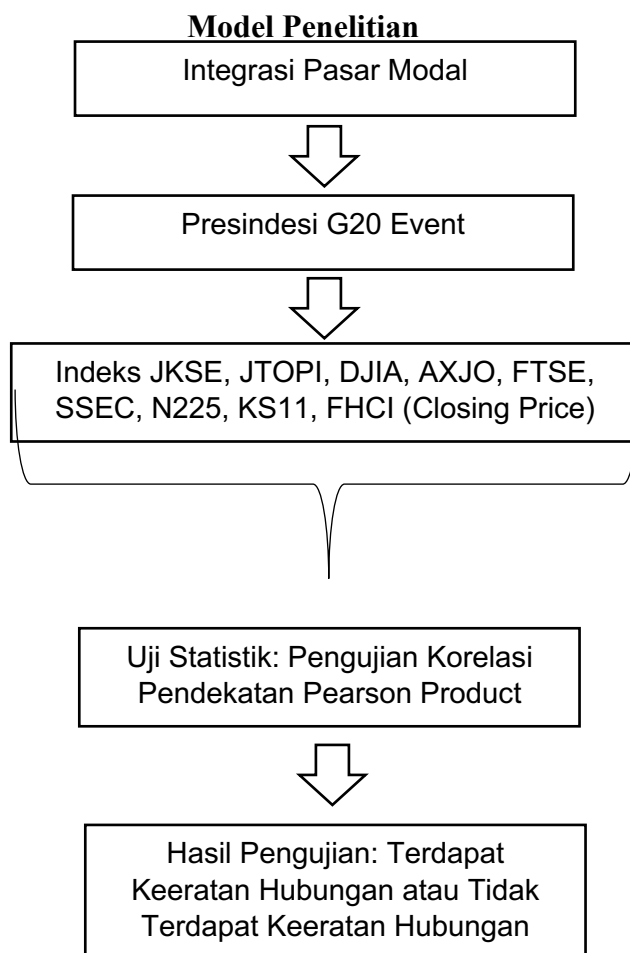 Model Penelitian
Integrasi Pasar Modal
Presindesi G20 Event
Indeks JKSE, JTOPI, DJIA, AXJO, FTSE,
SSEC, N225, KS11, FHCI (Closing Price)
Uji Statistik: Pengujian Korelasi
Pendekatan Pearson Product
Hasil Pengujian: Terdapat
Keeratan Hubungan atau Tidak
Terdapat Keeratan Hubungan